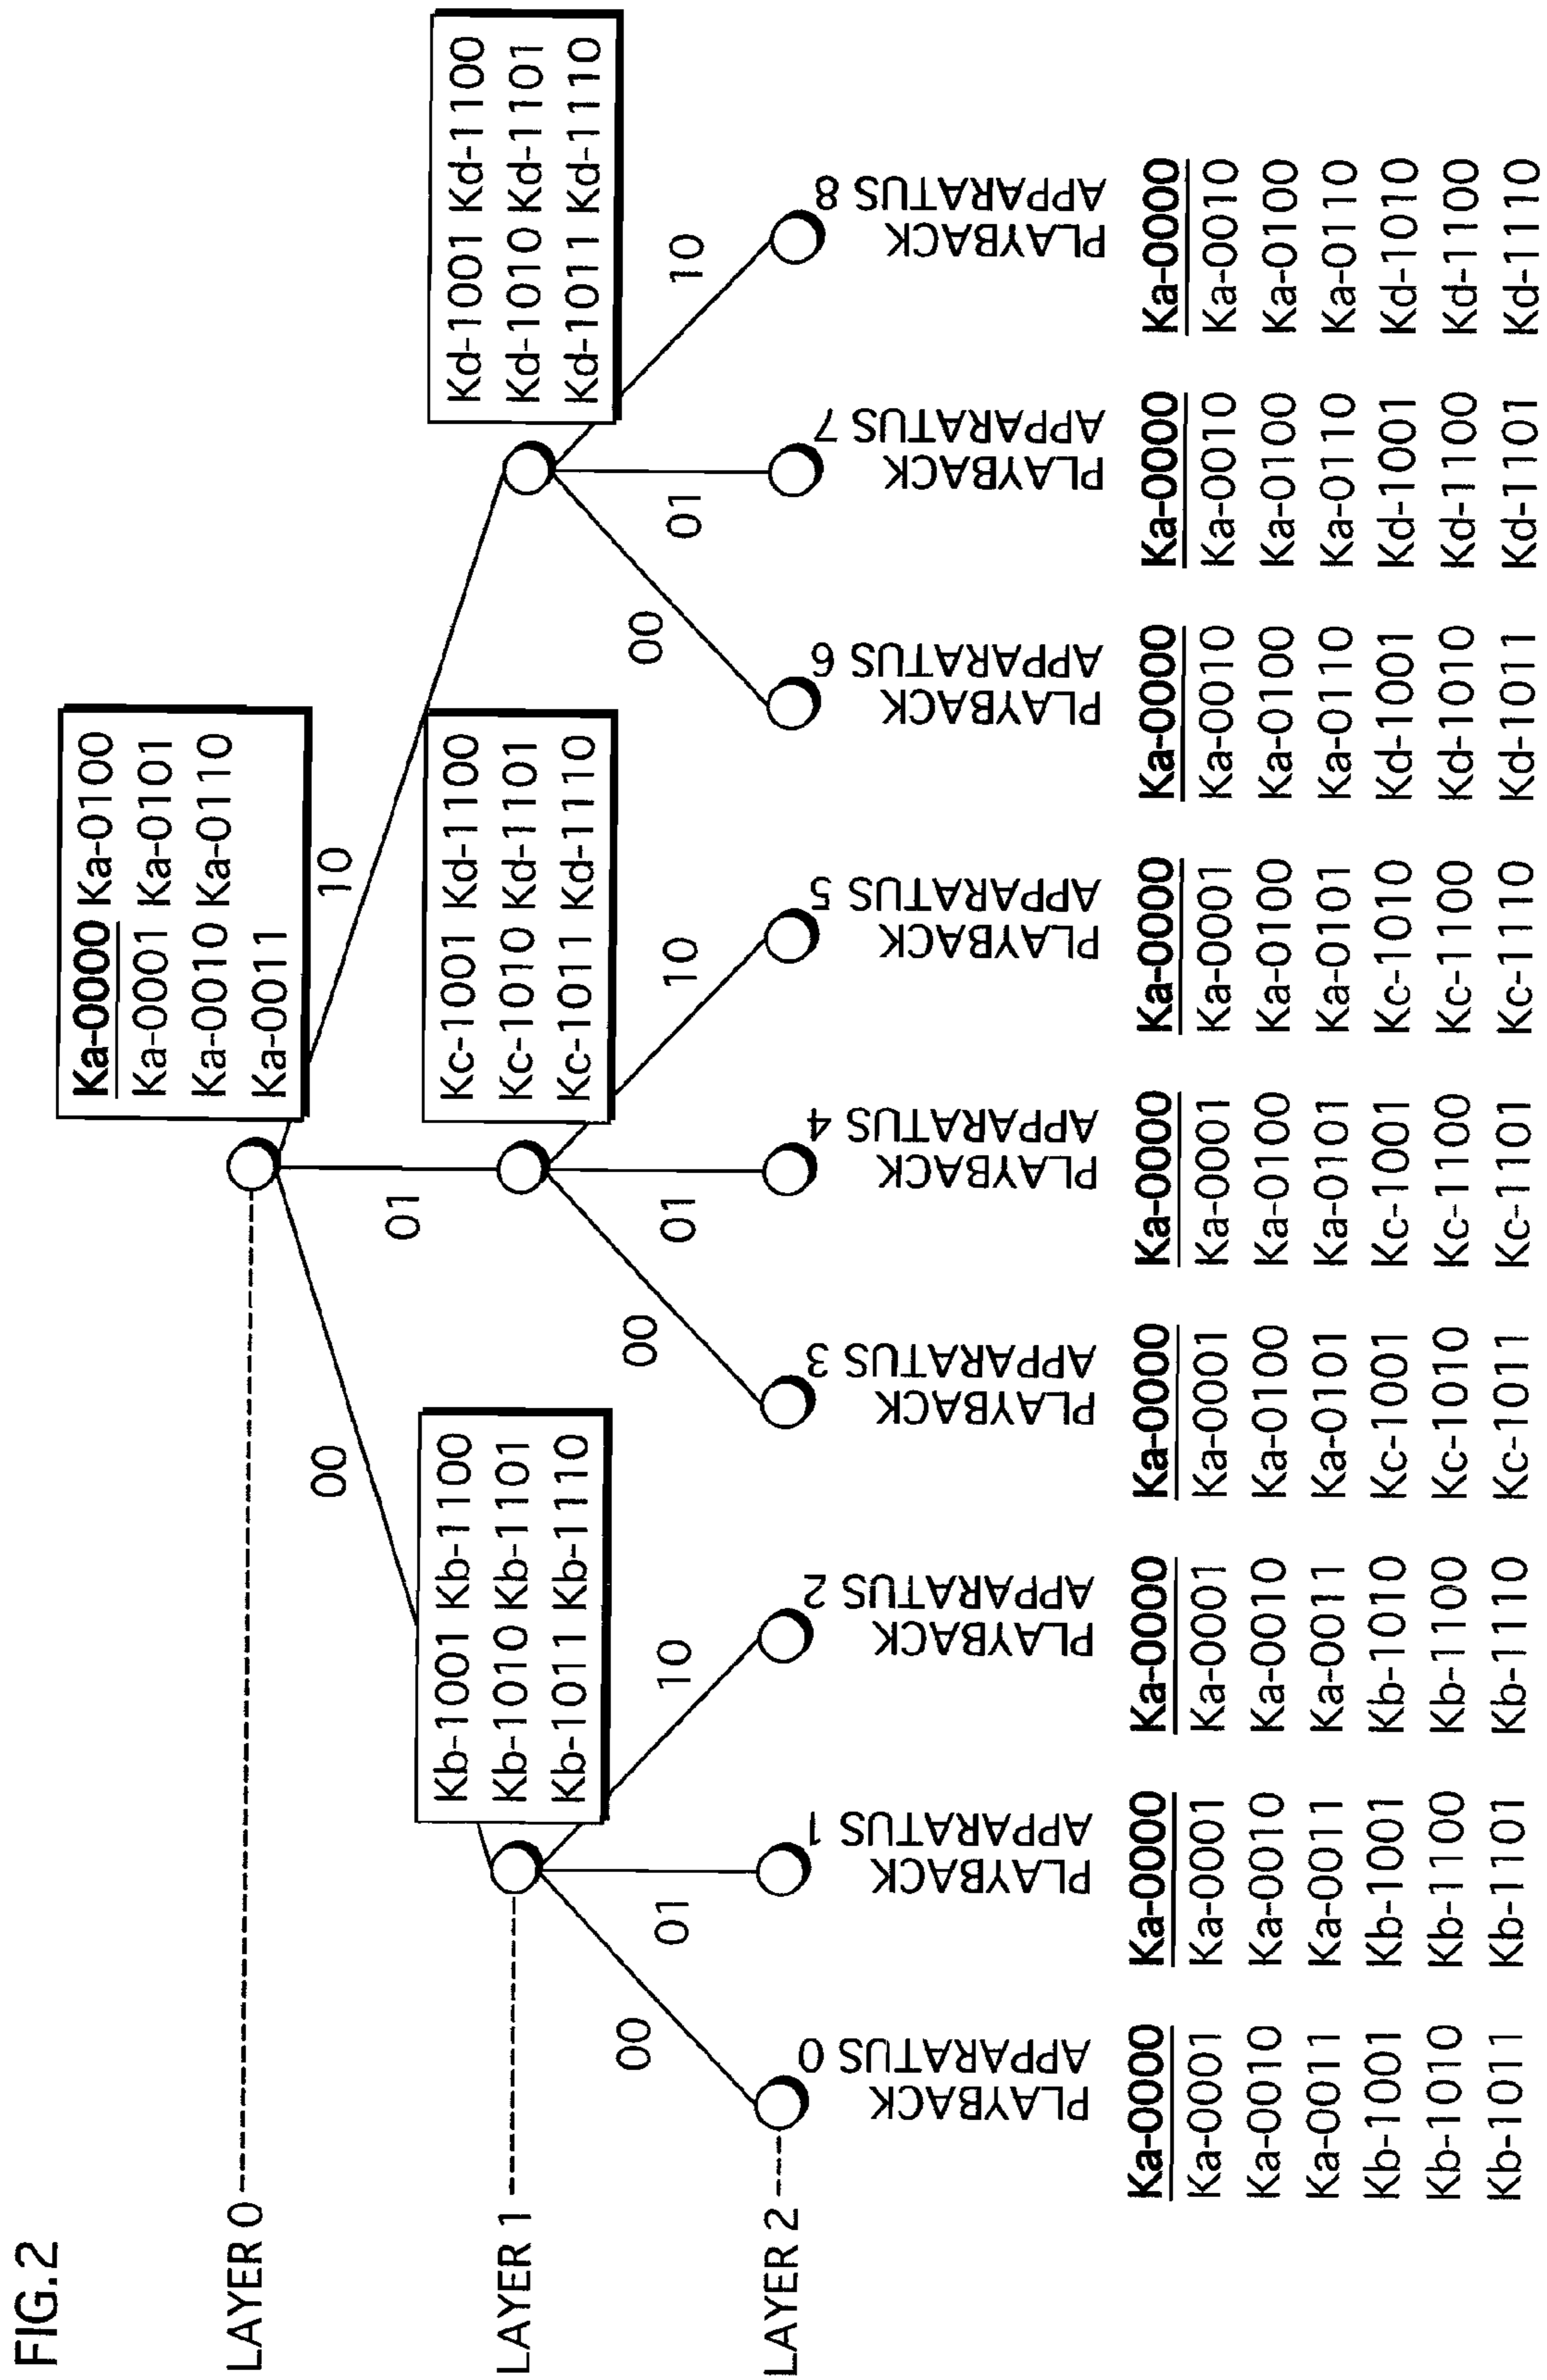 FIG.2
LAYER 0
Ka-0000 Ka-0100
Ka-0001 Ka-0101
Ka-0010 Ka-0110
Ka-0011
00
01
10
LAYER 1
Kb-1001 Kb-1100
Kb-1010 Kb-1101
Kb-1011 Kb-1110
Kc-1001 Kd-1100
Kc-1010 Kd-1101
Kc-1011 Kd-1110
Kd-1001 Kd-1100
Kd-1010 Kd-1101
Kd-1011 Kd-1110
00
01
10
00
01
10
00
01
10
LAYER 2
PLAYBACK
APPARATUS 0
PLAYBACK
APPARATUS 1
PLAYBACK
APPARATUS 2
PLAYBACK
APPARATUS 3
PLAYBACK
APPARATUS 4
PLAYBACK
APPARATUS 5
PLAYBACK
APPARATUS 6
PLAYBACK
APPARATUS 7
PLAYBACK
APPARATUS 8
Ka-0000
Ka-0001
Ka-0010
Ka-0011
Kb-1001
Kb-1010
Kb-1011
Ka-0000
Ka-0001
Ka-0010
Ka-0011
Kb-1001
Kb-1100
Kb-1101
Ka-0000
Ka-0001
Ka-0010
Ka-0011
Kb-1010
Kb-1100
Kb-1110
Ka-0000
Ka-0001
Ka-0100
Ka-0101
Kc-1001
Kc-1010
Kc-1011
Ka-0000
Ka-0001
Ka-0100
Ka-0101
Kc-1001
Kc-1100
Kc-1101
Ka-0000
Ka-0001
Ka-0100
Ka-0101
Kc-1010
Kc-1100
Kc-1110
Ka-0000
Ka-0010
Ka-0100
Ka-0110
Kd-1001
Kd-1010
Kd-1011
Ka-0000
Ka-0010
Ka-0100
Ka-0110
Kd-1001
Kd-1100
Kd-1101
Ka-0000
Ka-0010
Ka-0100
Ka-0110
Kd-1010
Kd-1100
Kd-1110